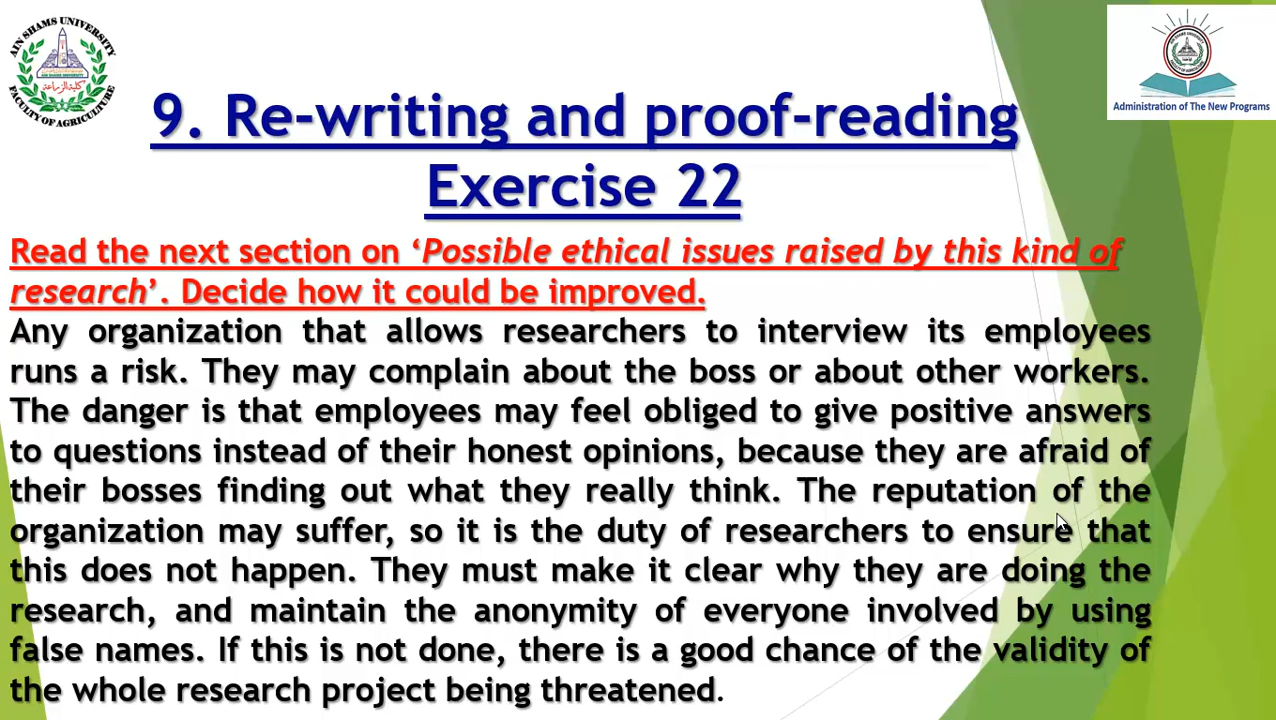 AIN SHAMS UNIVERSITY
AIN SHAMS UNIVERSITY
كلية الزراعة
FACULTY OF AGRICULTURE
Administration of The New Programs
9. Re-writing and proof-reading
Exercise 22
Read the next section on ‘Possible ethical issues raised by this kind of
research’. Decide how it could be improved.
Any organization that allows researchers to interview its employees
runs a risk. They may complain about the boss or about other workers.
The danger is that employees may feel obliged to give positive answers
to questions instead of their honest opinions, because they are afraid of
their bosses finding out what they really think. The reputation of the
organization may suffer, so it is the duty of researchers to ensure that
this does not happen. They must make it clear why they are doing the
research, and maintain the anonymity of everyone involved by using
false names. If this is not done, there is a good chance of the validity of
the whole research project being threatened.